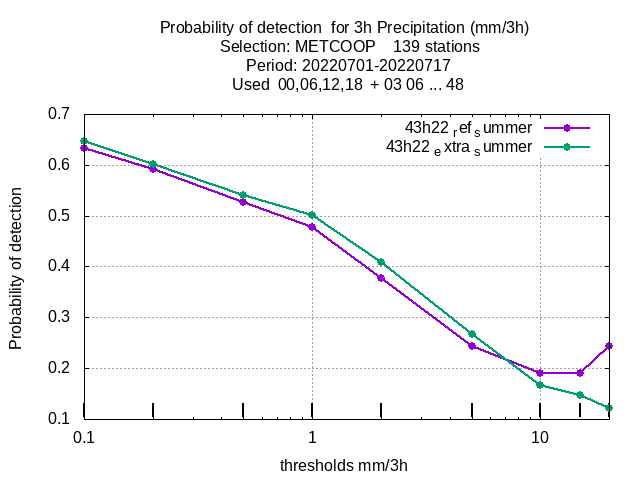 Probability of detection  for 3h Precipitation (mm/3h)
Selection: METCOOP    139 stations
Period: 20220701-20220717
Used  00,06,12,18  + 03 06 ... 48
43h22 ref summer
43h22 extra summer
0.7
0.6
0.5
0.4
0.3
0.2
0.1
Probability of detection
0.1 1 10
thresholds mm/3h